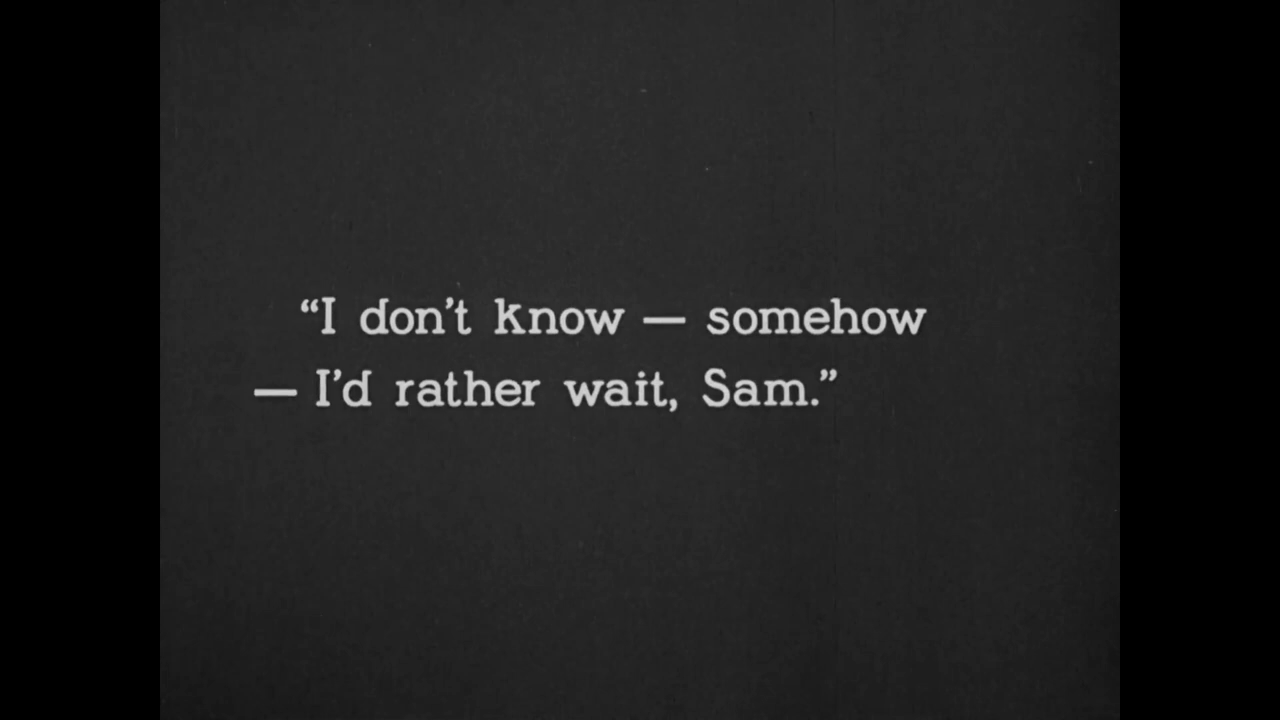 “I don’t know — somehow
— I’d rather wait, Sam.”